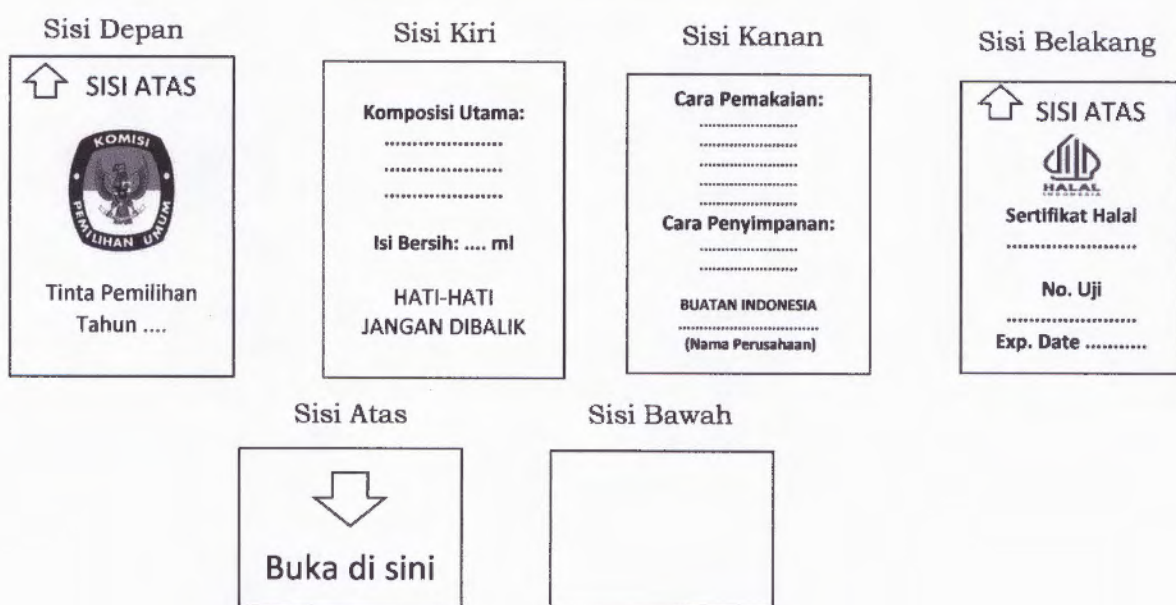 Sisi Depan
SISI ATAS
KOMISI
PEMILIHAN UMUM
Tinta Pemilihan
Tahun ....
Sisi Kiri
Komposisi Utama:
......................
......................
......................
Isi Bersih: .... ml
HATI-HATI
JANGAN DIBALIK
Sisi Kanan
Cara Pemakaian:
......................
......................
......................
......................
......................
Cara Penyimpanan:
......................
......................
BUATAN INDONESIA
..............................
(Nama Perusahaan)
Sisi Belakang
SISI ATAS
HALAL
INDONESIA
Sertifikat Halal
........................
No. Uji
........................
Exp. Date ...........
Sisi Atas
Buka di sini
Sisi Bawah